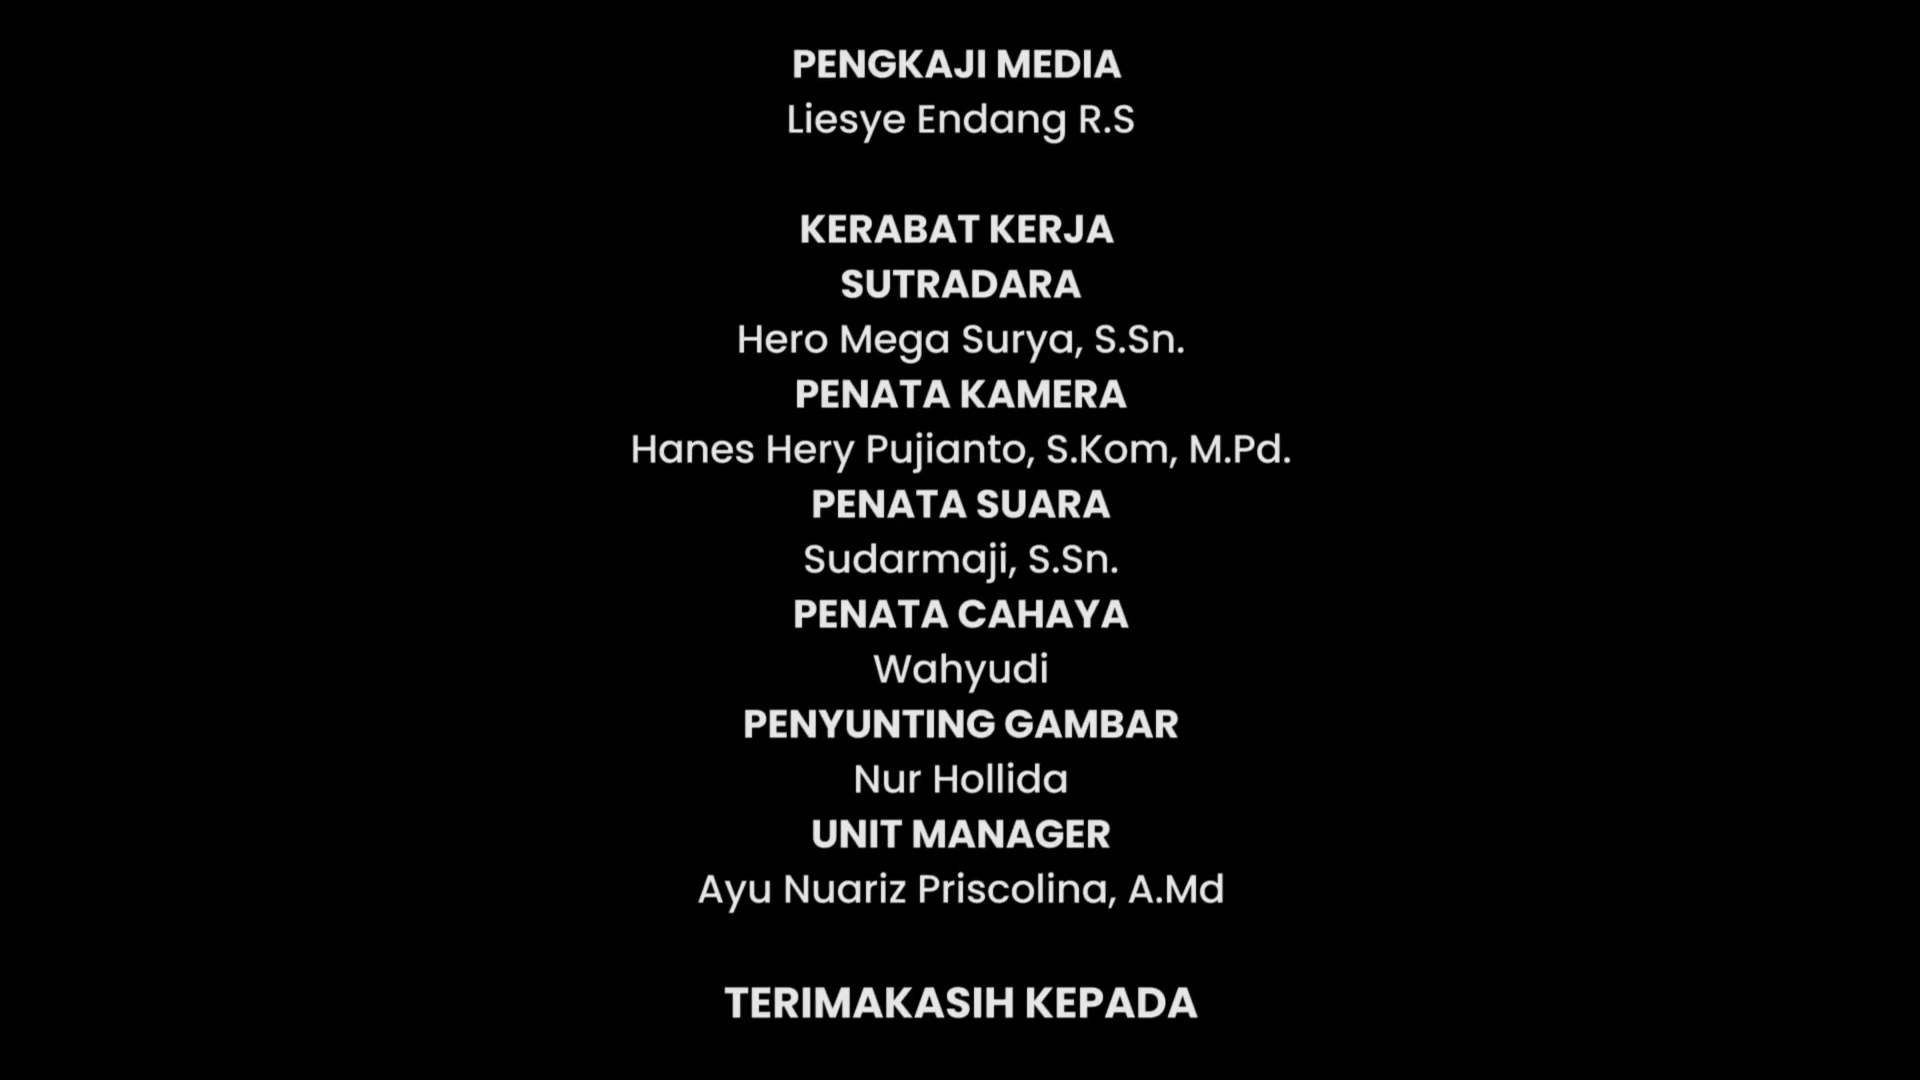 PENGKAJI MEDIA
Liesye Endang R.S
KERABAT KERJA
SUTRADARA
Hero Mega Surya, S.Sn.
PENATA KAMERA
Hanes Hery Pujianto, S.Kom, M.Pd.
PENATA SUARA
Sudarmaji, S.Sn.
PENATA CAHAYA
Wahyudi
PENYUNTING GAMBAR
Nur Hollida
UNIT MANAGER
Ayu Nuariz Priscolina, A.Md
TERIMAKASIH KEPADA